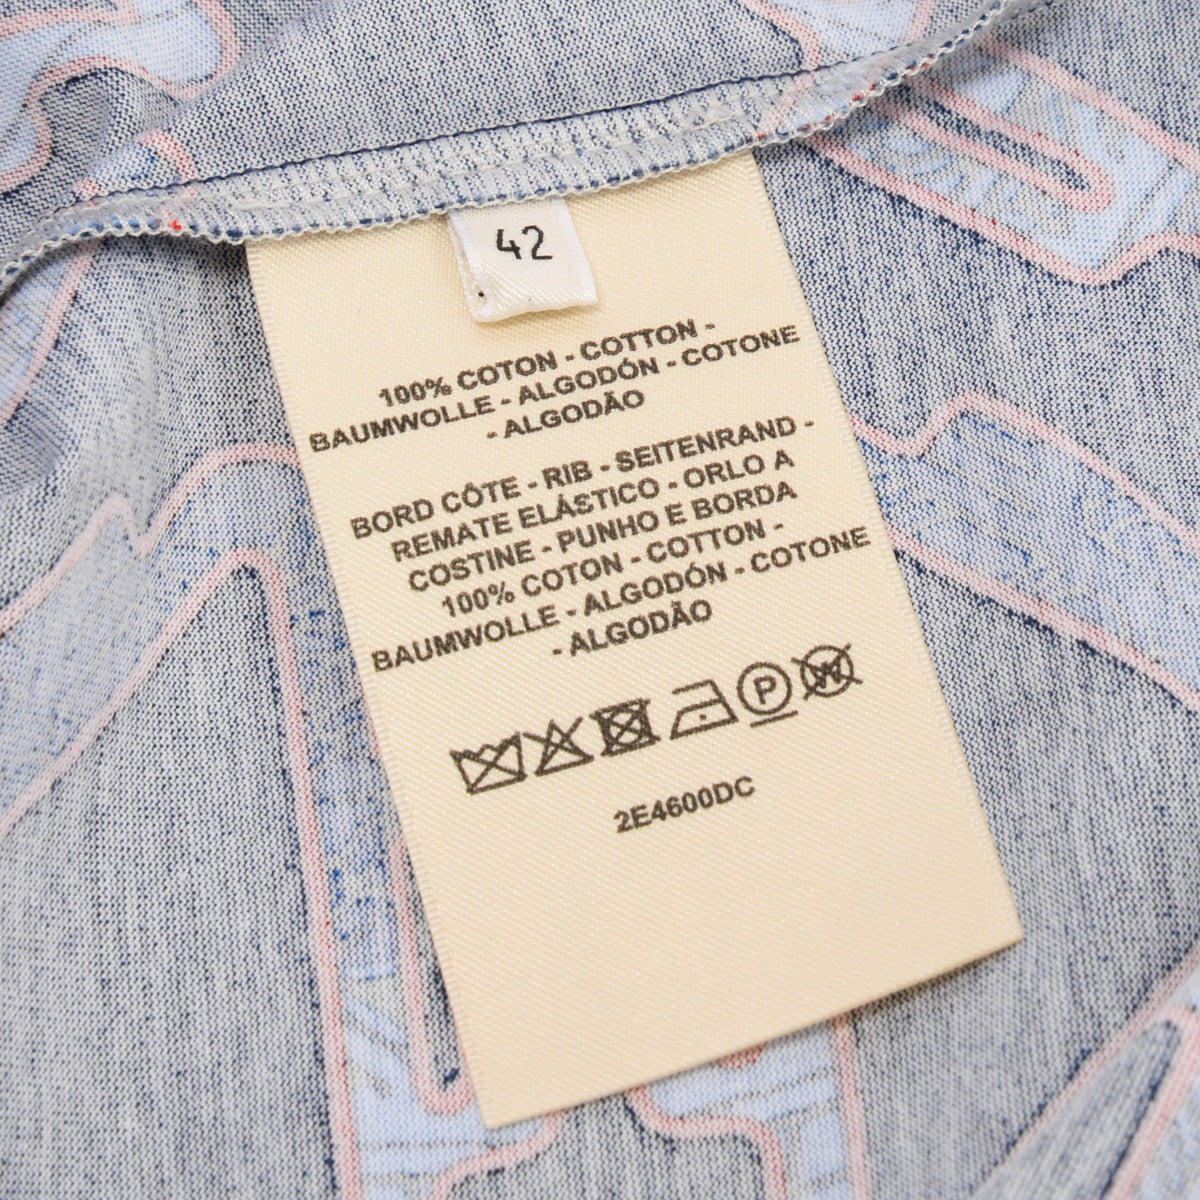 42
100% COTON - COTTON -
BAUMWOLLE - ALGODÓN - COTONE
- ALGODÃO
BORD CÔTE - RIB - SEITENRAND -
REMATE ELÁSTICO - ORLO A
COSTINE - PUNHO E BORDA
100% COTON - COTTON -
BAUMWOLLE - ALGODÓN - COTONE
- ALGODÃO
P W
2E4600DC